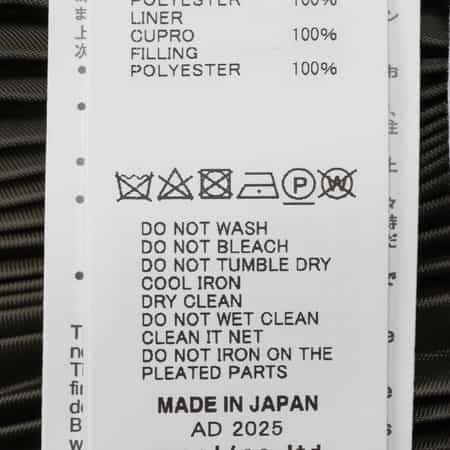 POLYESTER 100%
LINER
CUPRO 100%
FILLING
POLYESTER 100%
P
W
DO NOT WASH
DO NOT BLEACH
DO NOT TUMBLE DRY
COOL IRON
DRY CLEAN
DO NOT WET CLEAN
CLEAN IT NET
DO NOT IRON ON THE
PLEATED PARTS
MADE IN JAPAN
AD 2025